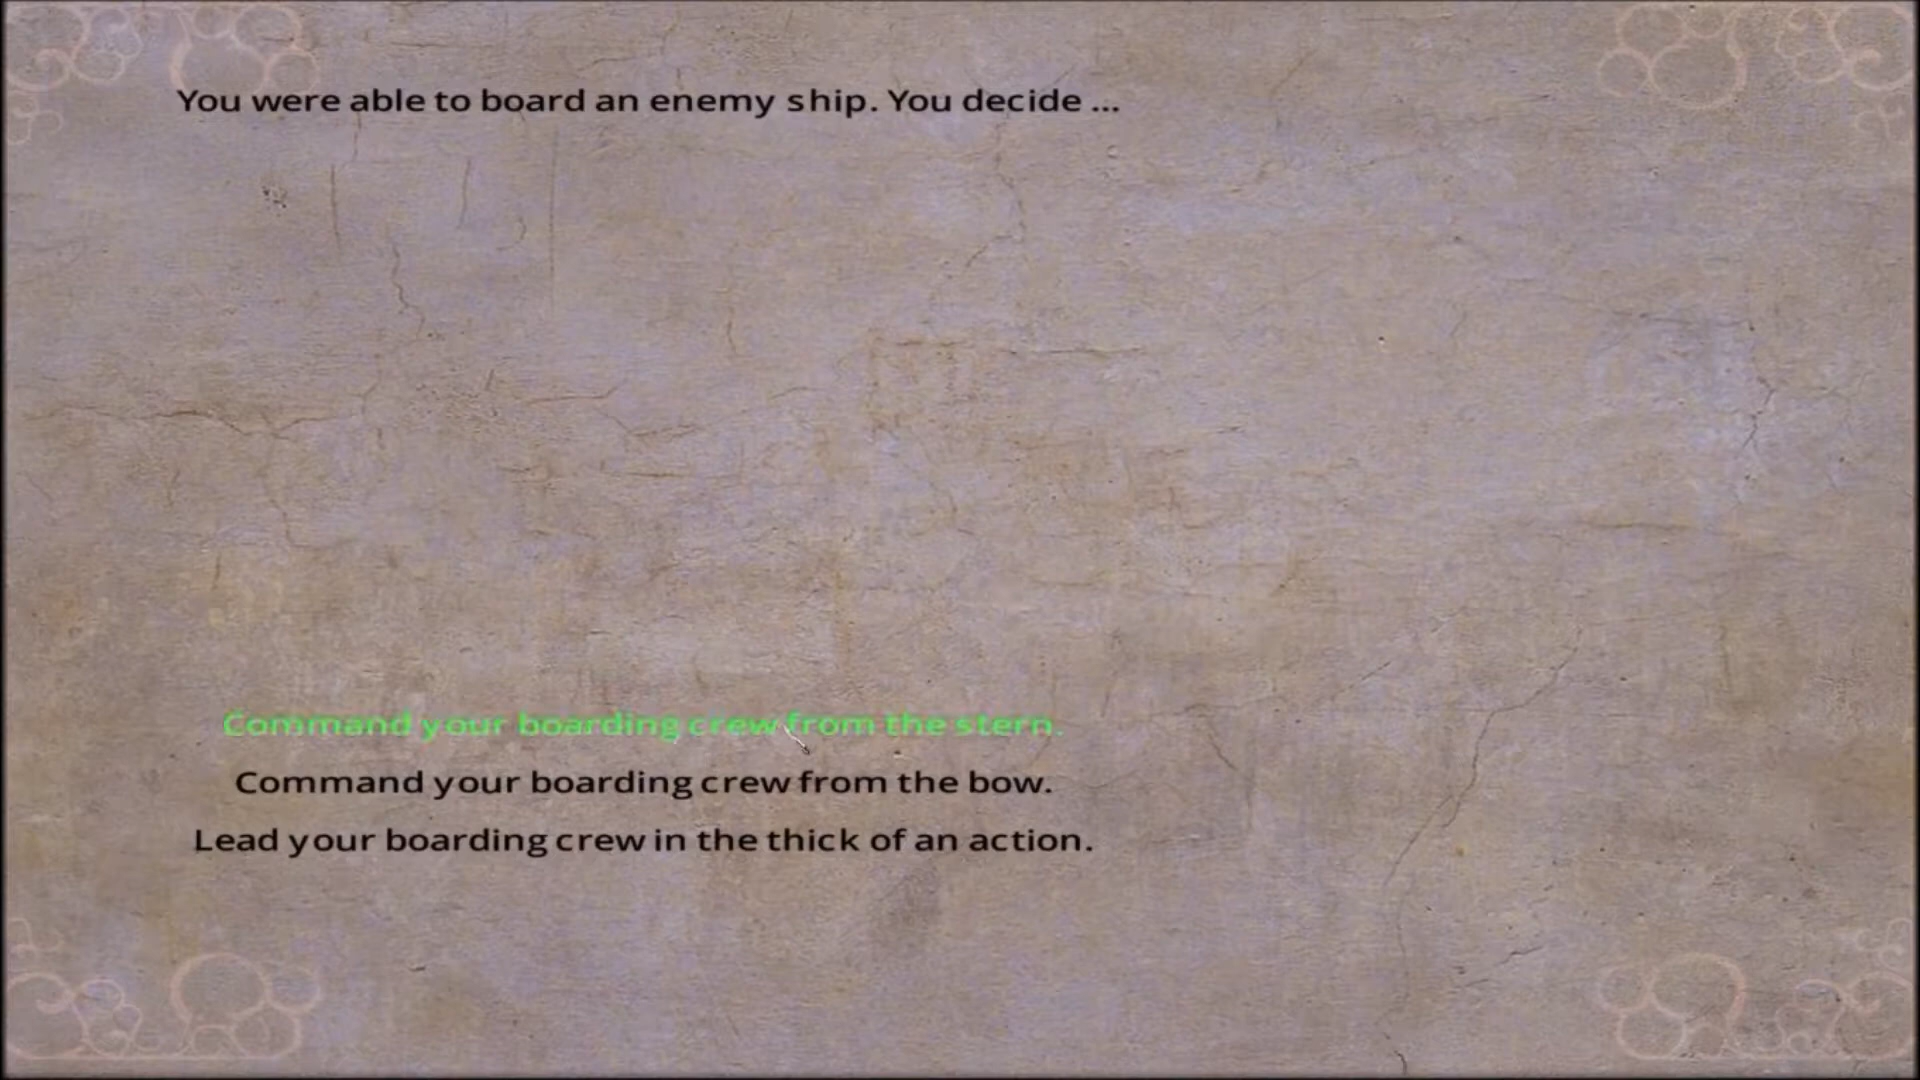 You were able to board an enemy ship. You decide ...
Command your boarding crew from the stern.
Command your boarding crew from the bow.
Lead your boarding crew in the thick of an action.